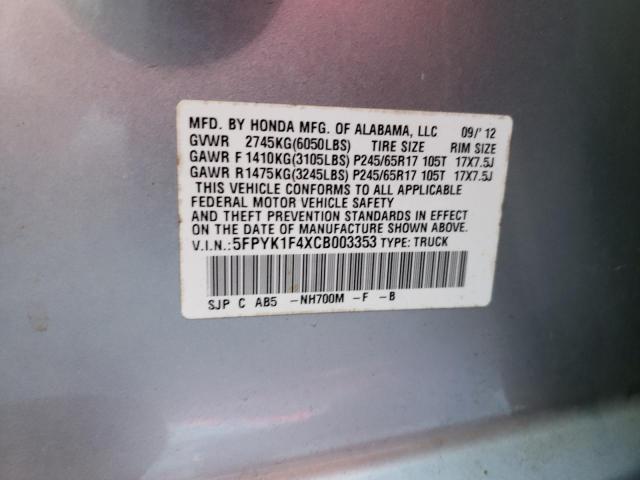 MFD. BY HONDA MFG. OF ALABAMA, LLC 09/'12
GVWR 2745KG(6050LBS) TIRE SIZE RIM SIZE
GAWR F 1410KG(3105LBS) P245/65R17 105T 17X7.5J
GAWR R 1475KG(3245LBS) P245/65R17 105T 17X7.5J
THIS VEHICLE CONFORMS TO ALL APPLICABLE
FEDERAL MOTOR VEHICLE SAFETY
AND THEFT PREVENTION STANDARDS IN EFFECT
ON THE DATE OF MANUFACTURE SHOWN ABOVE.
V.I.N.: 5FPYK1F4XCB003353 TYPE: TRUCK
SJP C AB5 -NH700M -F -B